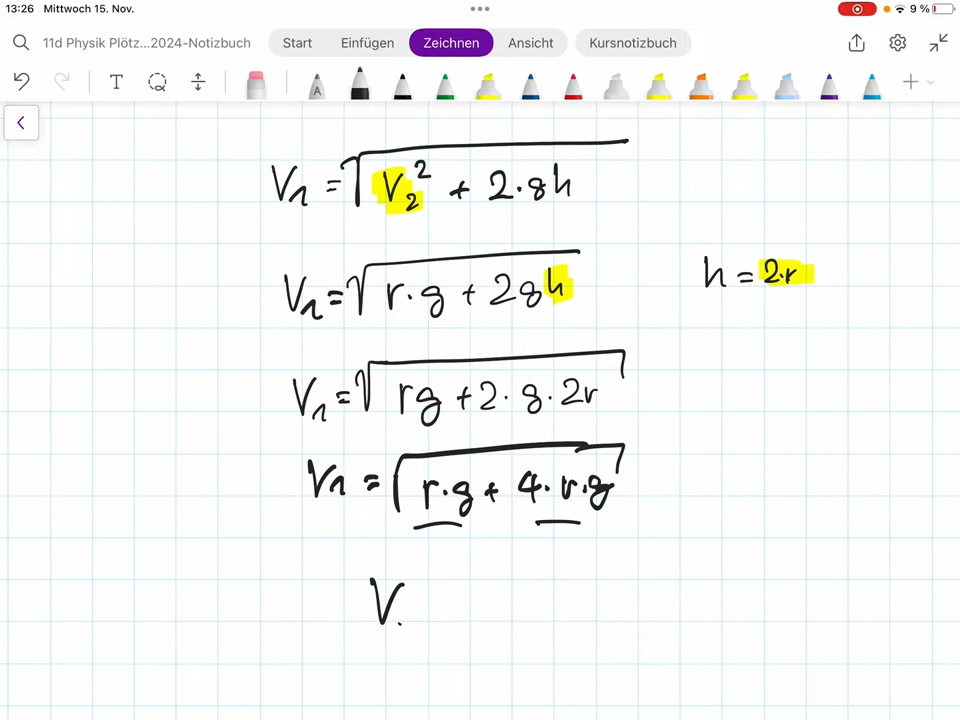 13:26 Mittwoch 15. Nov.
9 %
11d Physik Plötz...2024-Notizbuch
Start Einfügen Zeichnen Ansicht Kursnotizbuch
T A
V₁ = √(V₂² + 2·gh)
V₁ = √(r·g + 2gh)
h = 2·r
V₁ = √(rg + 2·g·2r)
V₁ = √(r·g + 4·r·g)
V.